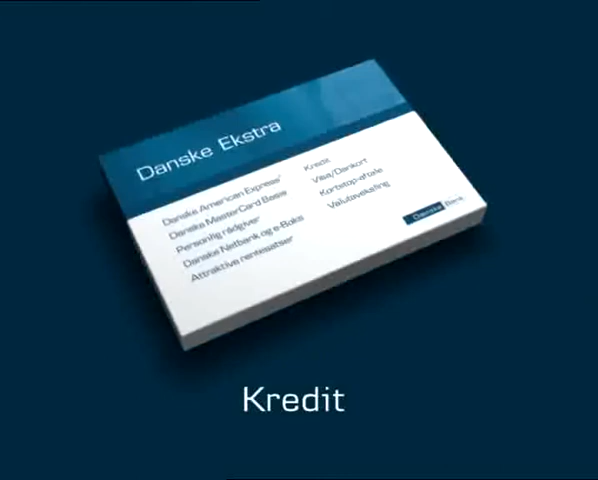 Danske Ekstra
Danske American Express®
Danske MasterCard Basis
Personlig rådgiver
Danske Netbank og e-Boks
Attraktive rentesatser
Kredit
Visa/Dankort
Kortstop-aftale
Valutaveksling
Danske Bank
Kredit